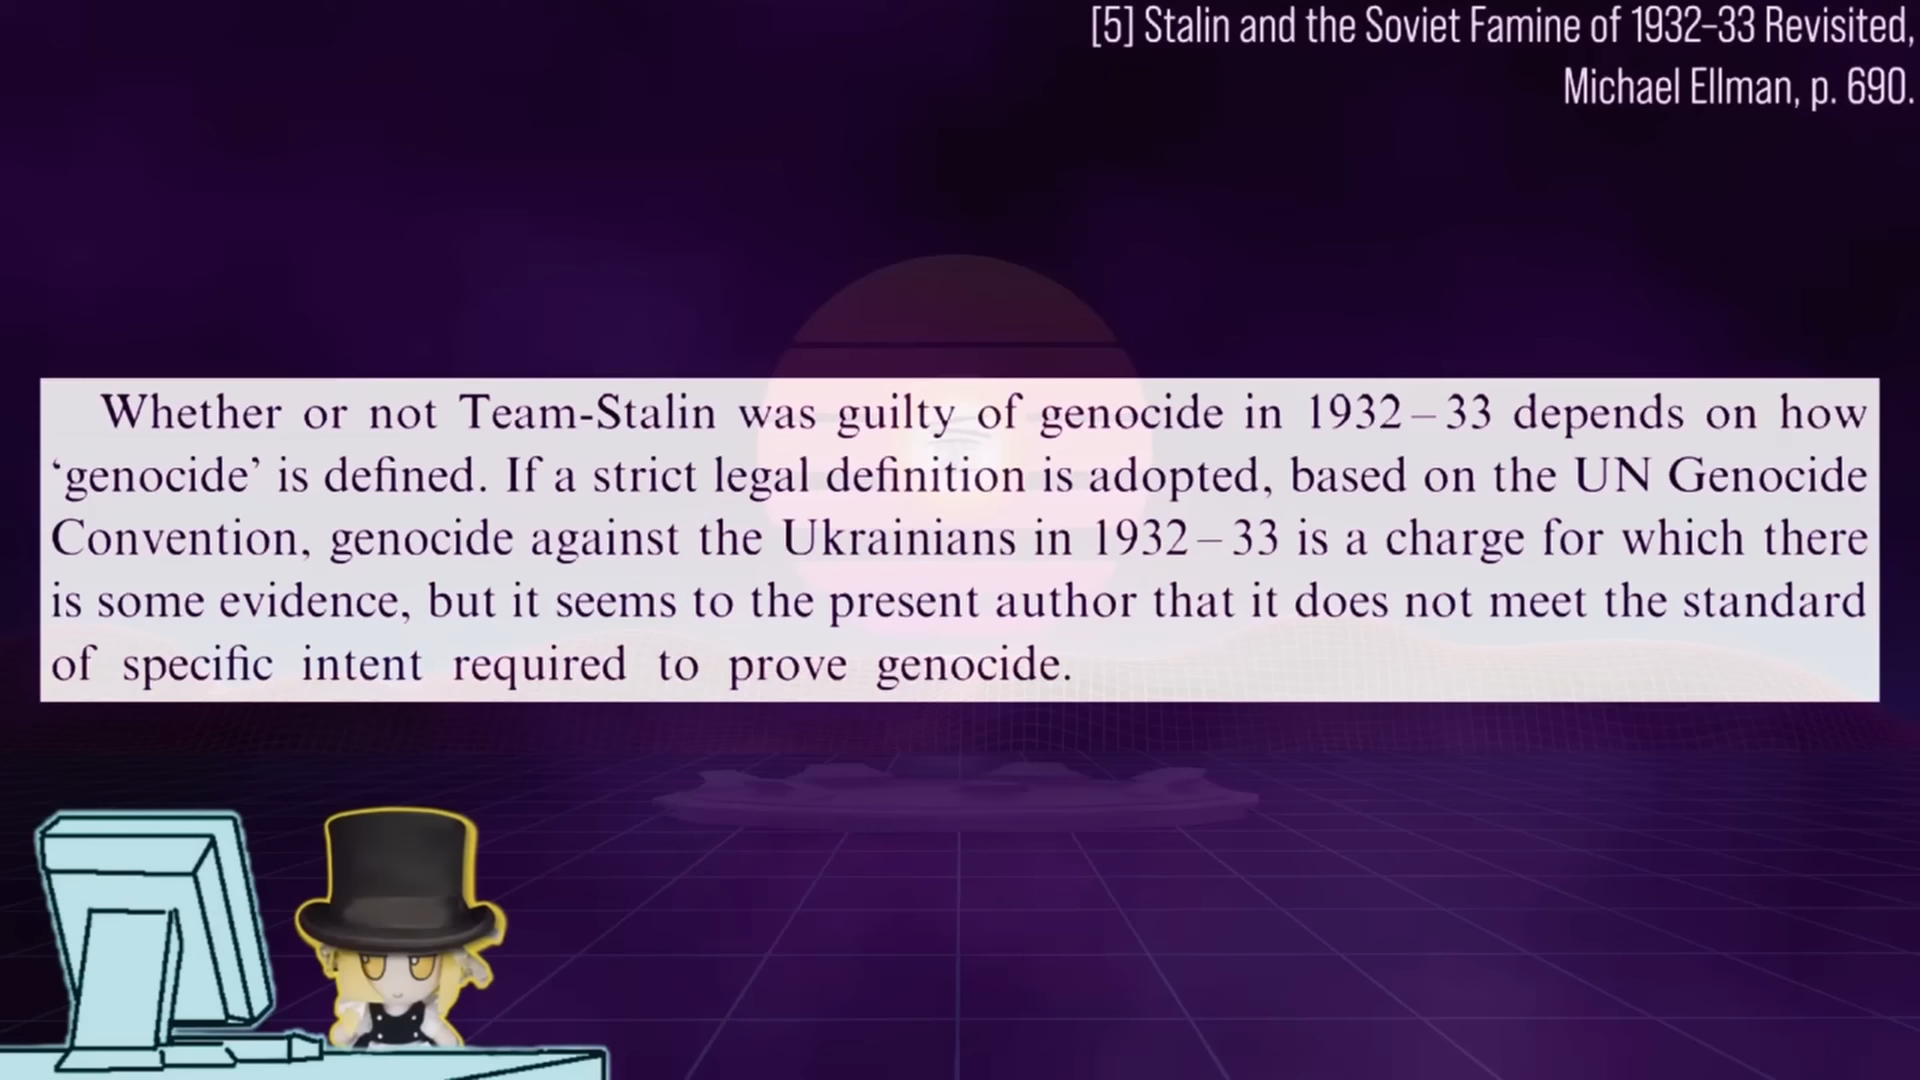 [5] Stalin and the Soviet Famine of 1932–33 Revisited,
Michael Ellman, p. 690.
Whether or not Team-Stalin was guilty of genocide in 1932–33 depends on how
‘genocide’ is defined. If a strict legal definition is adopted, based on the UN Genocide
Convention, genocide against the Ukrainians in 1932–33 is a charge for which there
is some evidence, but it seems to the present author that it does not meet the standard
of specific intent required to prove genocide.